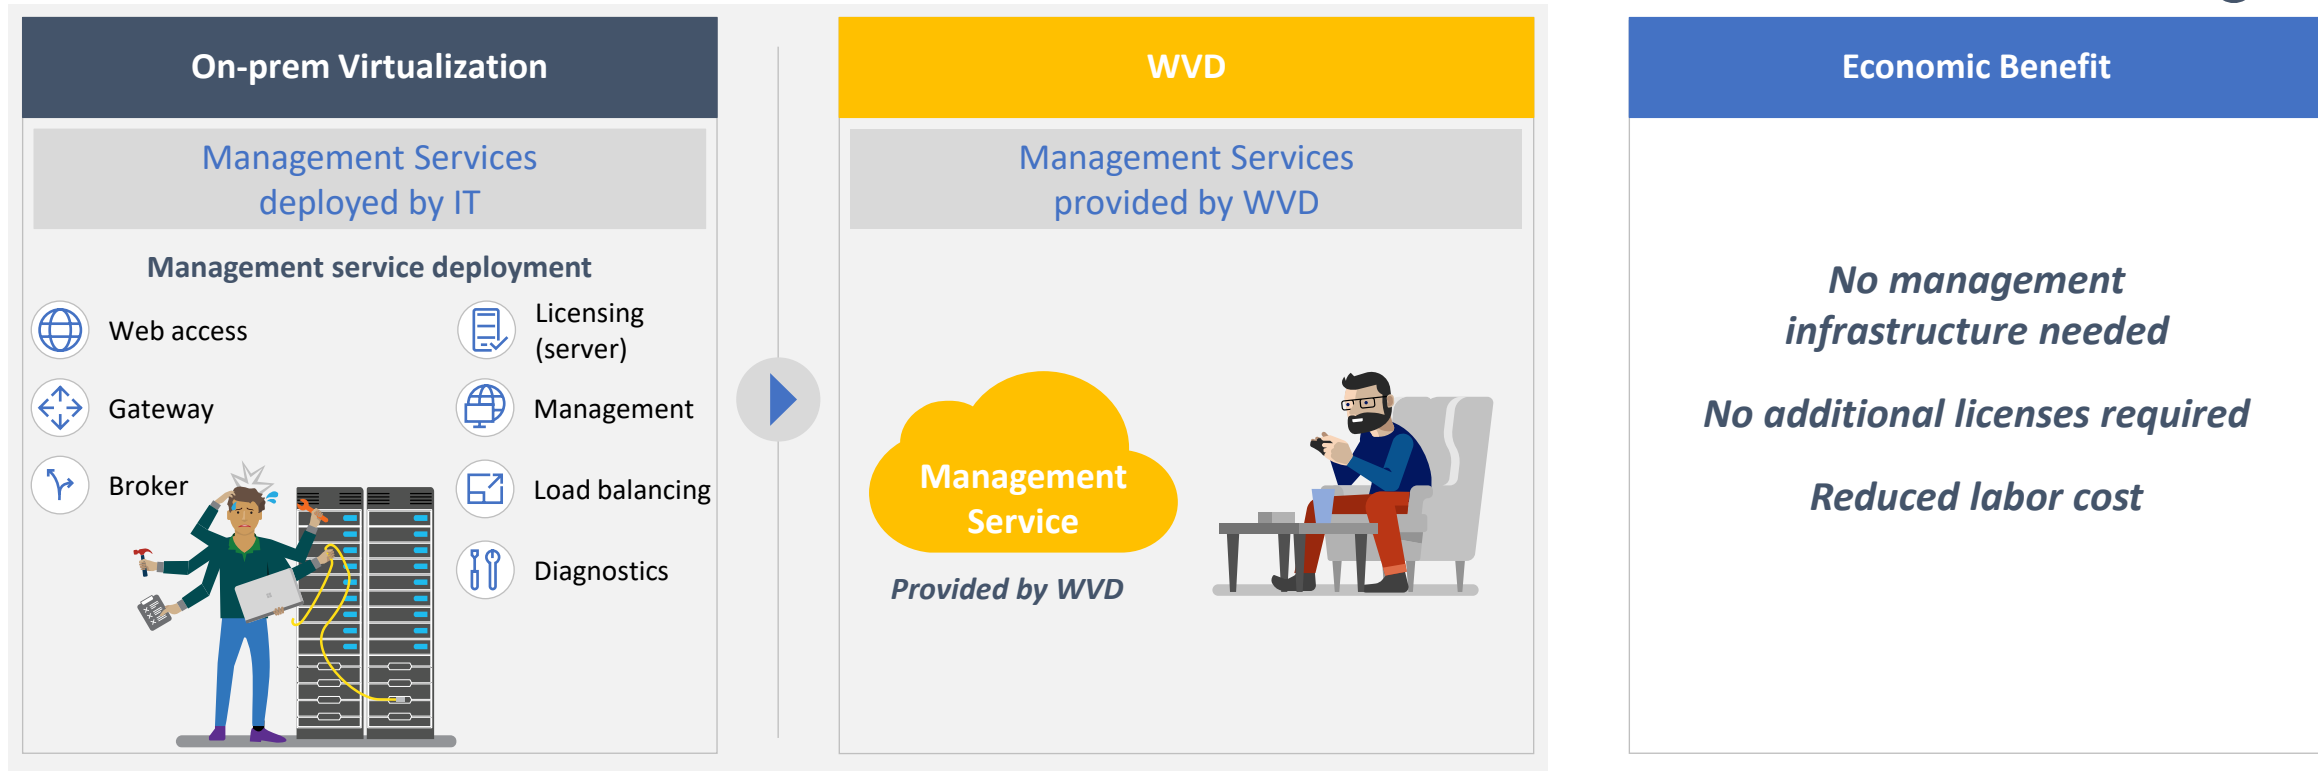 On-prem Virtualization
Management Services
deployed by IT
Management service deployment
Web access
Gateway
Broker
Licensing
(server)
Management
Load balancing
Diagnostics
WVD
Management Services
provided by WVD
Management
Service
Provided by WVD
Economic Benefit
No management
infrastructure needed
No additional licenses required
Reduced labor cost